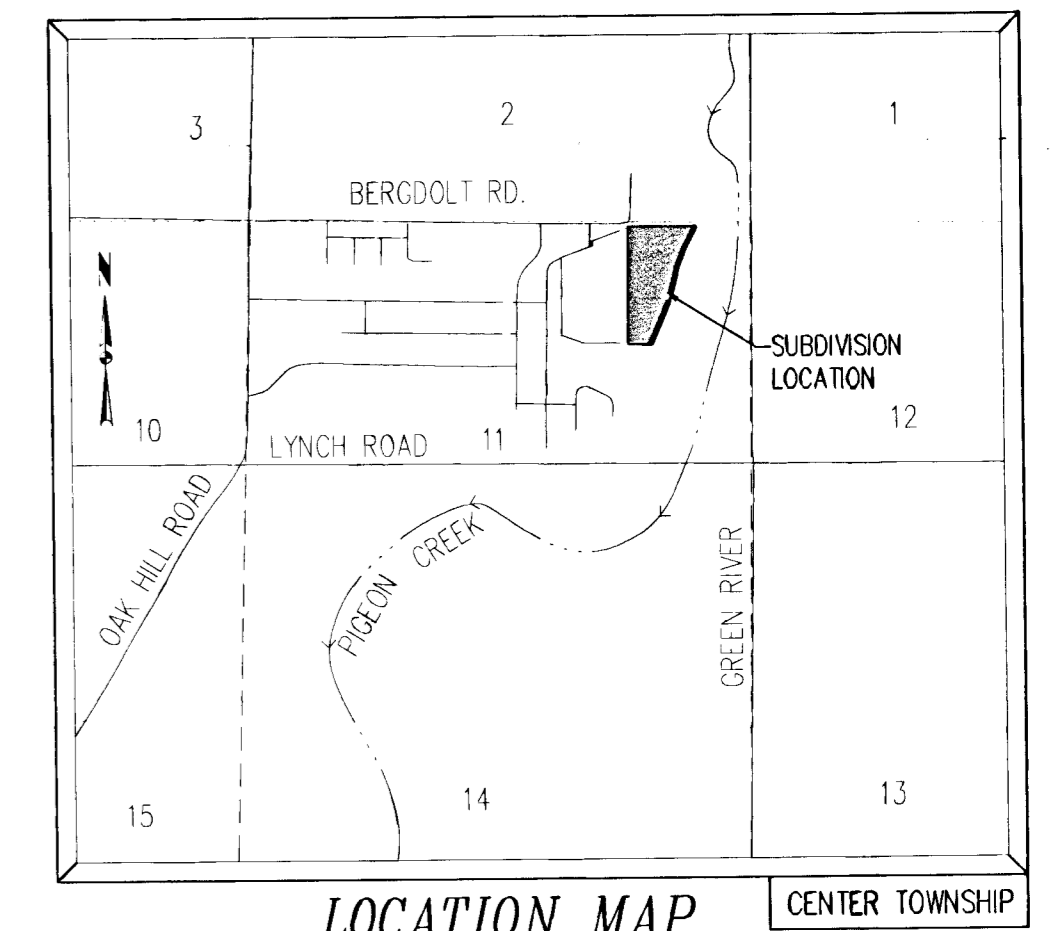 3
2
1
BERGDOLT RD.
N
SUBDIVISION
LOCATION
10
LYNCH ROAD
11
12
OAK HILL ROAD
PIGEON CREEK
GREEN RIVER
15
14
13
LOCATION MAP
CENTER TOWNSHIP